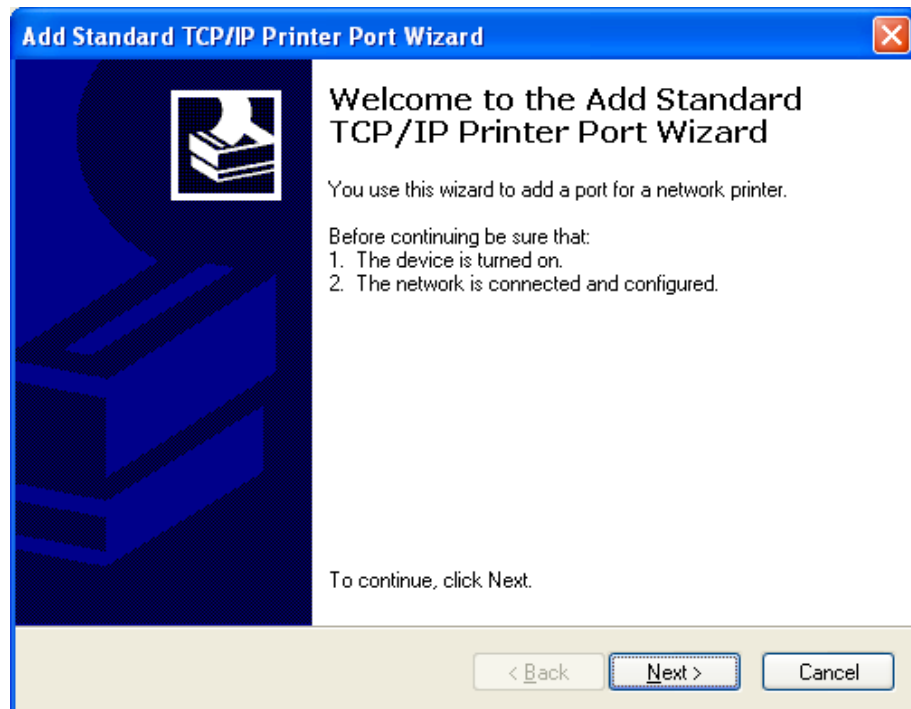 Add Standard TCP/IP Printer Port Wizard
Welcome to the Add Standard
TCP/IP Printer Port Wizard
You use this wizard to add a port for a network printer.
Before continuing be sure that:
1. The device is turned on.
2. The network is connected and configured.
To continue, click Next.
< Back
Next >
Cancel